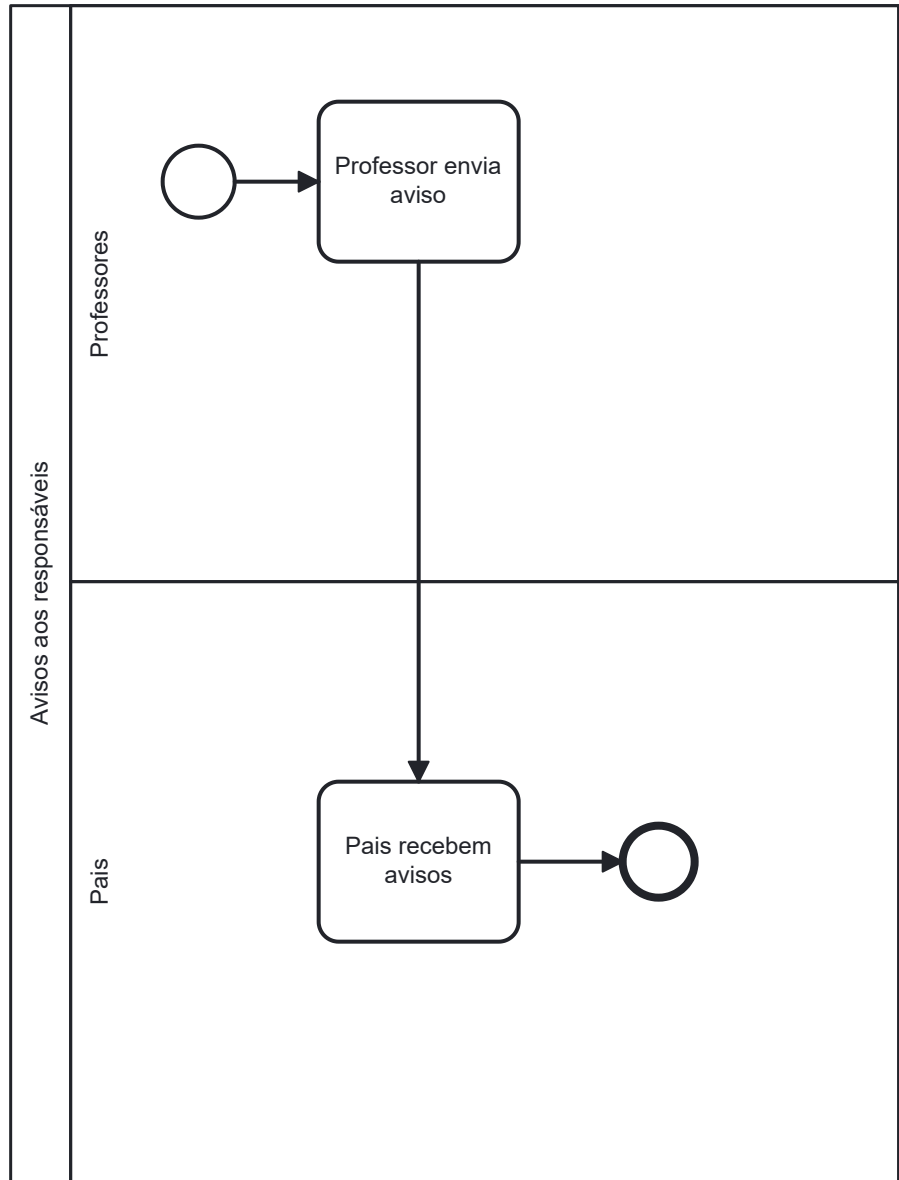 Avisos aos responsáveis
Professores
Professor envia
aviso
Pais
Pais recebem
avisos